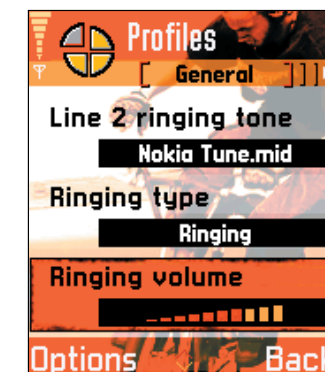 Profiles
[ General ]
Line 2 ringing tone
Nokia Tune.mid
Ringing type
Ringing
Ringing volume
Options Back